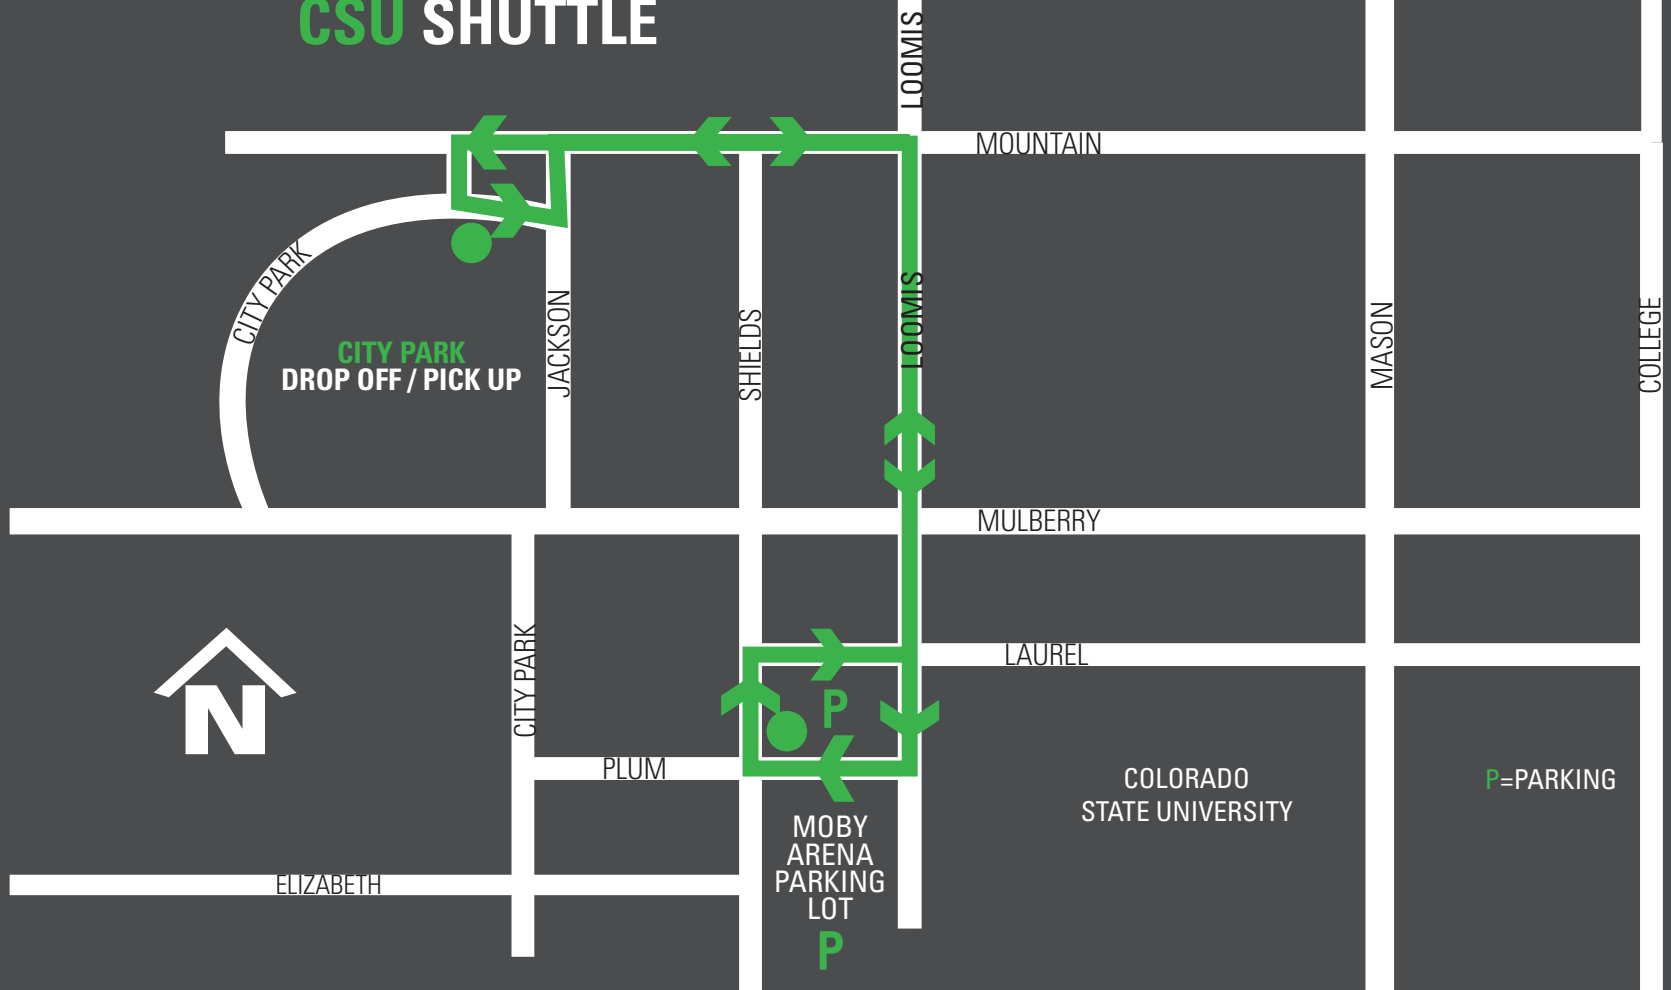 CSU SHUTTLE
LOOMIS
MOUNTAIN
CITY PARK
JACKSON
SHIELDS
LOOMIS
MASON
COLLEGE
CITY PARK
DROP OFF / PICK UP
MULBERRY
N
CITY PARK
LAUREL
P
PLUM
COLORADO
STATE UNIVERSITY
P=PARKING
MOBY
ARENA
PARKING
LOT
P
ELIZABETH